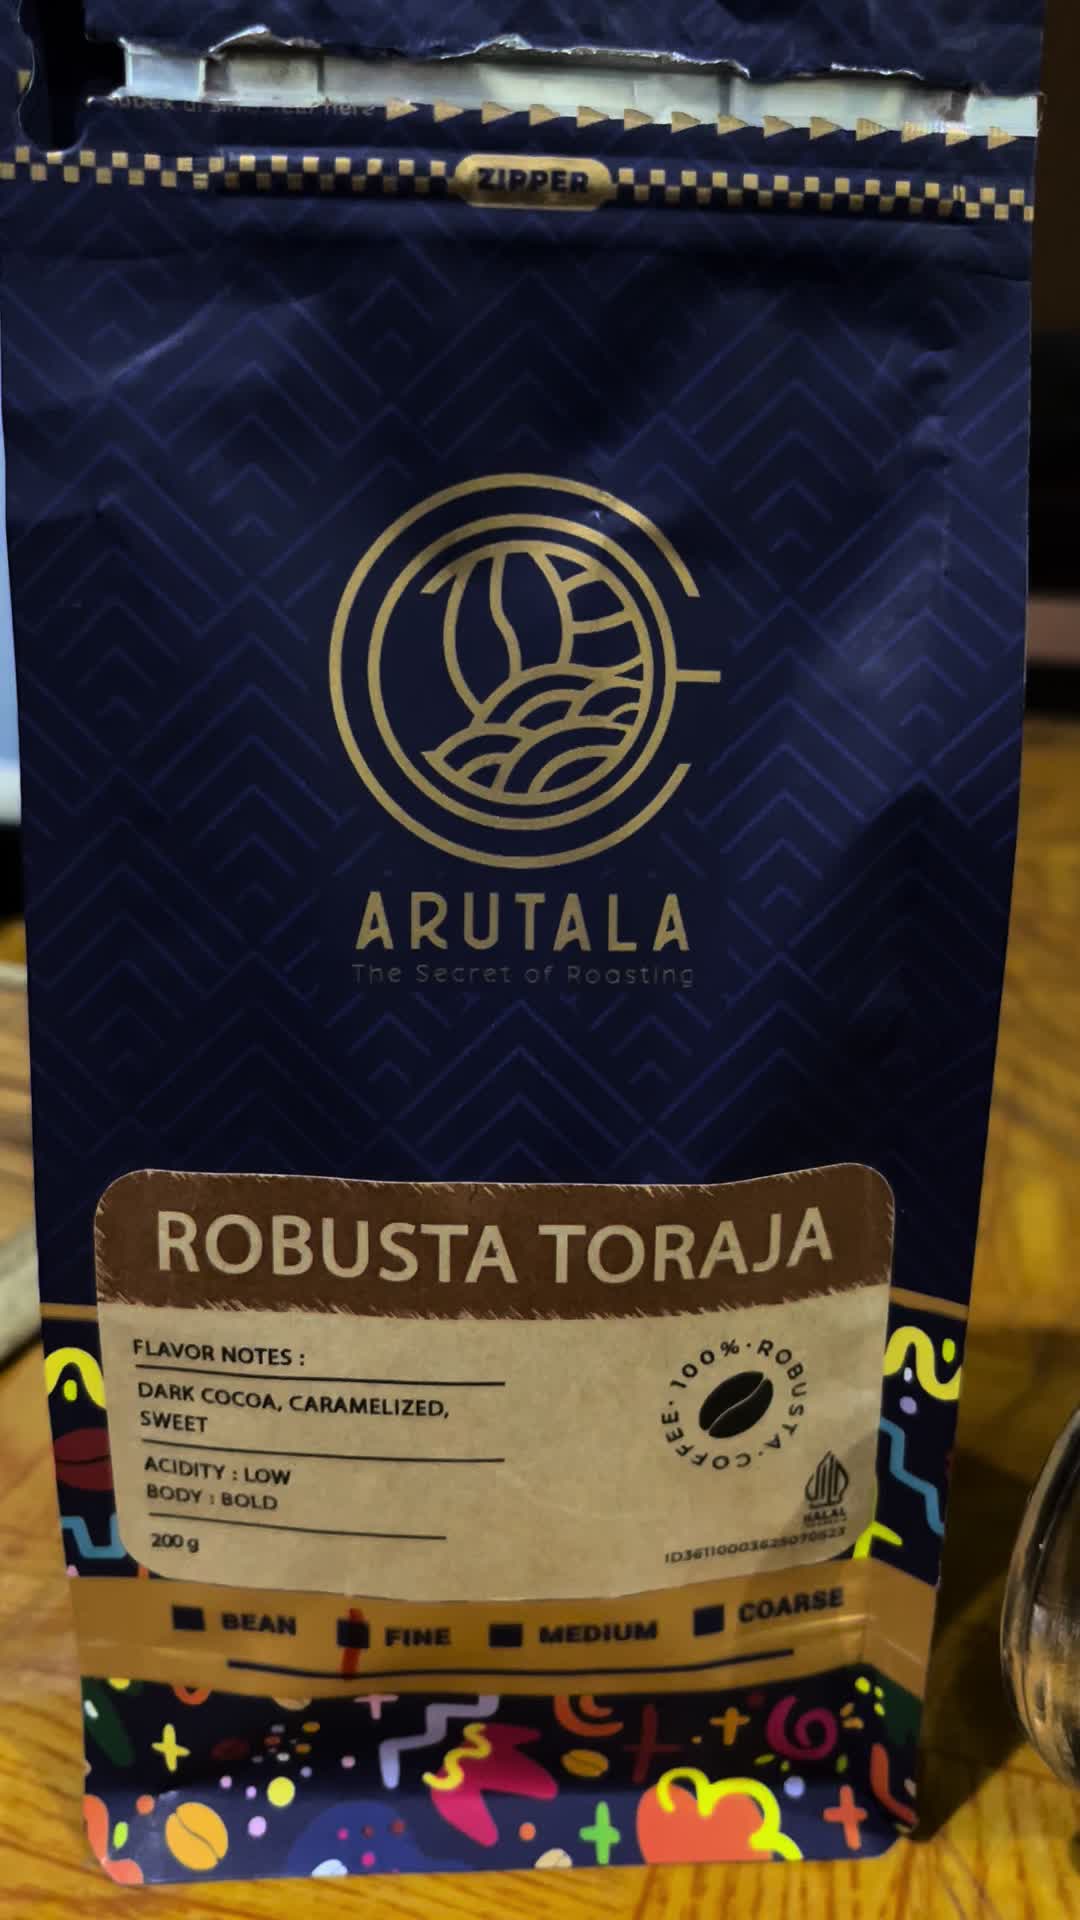 ZIPPER
ARUTALA
The Secret of Roasting
ROBUSTA TORAJA
FLAVOR NOTES :
DARK COCOA, CARAMELIZED,
SWEET
ACIDITY : LOW
BODY : BOLD
200 g
100% · ROBUSTA · COFFEE ·
HALAL
BEAN FINE MEDIUM COARSE